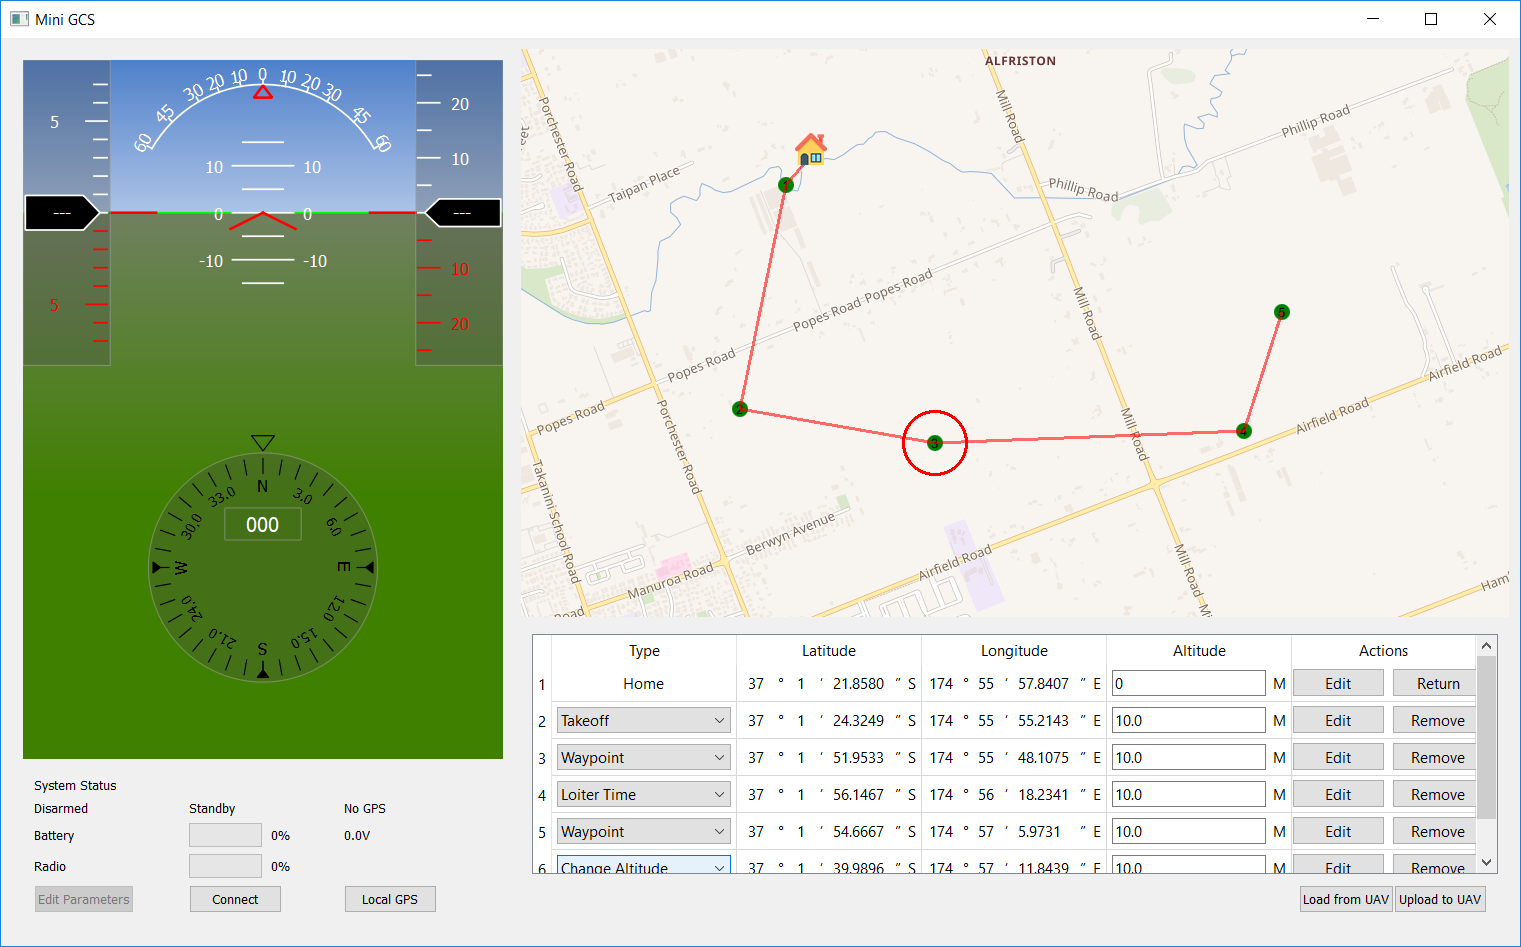 Mini GCS
60 45 30 20 10 0 10 20 30 45 60
5
20
10 10
10
--- 0 0 ---
-10 -10
10
5
20
N
33.0 3.0
000
30.0 6.0
W E
24.0 12.0
21.0 15.0
S
System Status
Disarmed Standby No GPS
Battery 0% 0.0V
Radio 0%
Edit Parameters Connect Local GPS
ALFRISTON
Porchester Road
Mill Road
Phillip Road
Taipan Place
Phillip Road
1
Popes Road
Popes Road
Mill Road
5
Popes Road
Airfield Road
Popes Road
2
Airfield Road
Porchester Road
3
4
Mill Road
Takanini School Road
Berwyn Avenue
Airfield Road
Manuroa Road
Mill Road
Road
Type Latitude Longitude Altitude Actions
1 Home 37 ° 1 ' 21.8580 " S 174 ° 55 ' 57.8407 " E 0 M Edit Return
2 Takeoff 37 ° 1 ' 24.3249 " S 174 ° 55 ' 55.2143 " E 10.0 M Edit Remove
3 Waypoint 37 ° 1 ' 51.9533 " S 174 ° 55 ' 48.1075 " E 10.0 M Edit Remove
4 Loiter Time 37 ° 1 ' 56.1467 " S 174 ° 56 ' 18.2341 " E 10.0 M Edit Remove
5 Waypoint 37 ° 1 ' 54.6667 " S 174 ° 57 ' 5.9731 " E 10.0 M Edit Remove
6 Change Altitude 37 ° 1 ' 39.9896 " S 174 ° 57 ' 11.8439 " E 10.0 M Edit Remove
Load from UAV Upload to UAV